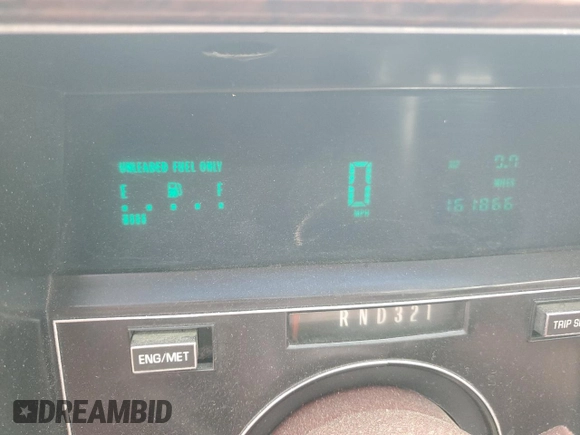 UNLEADED FUEL ONLY
E F
0
MPH
MILES
161866
RND321
ENG/MET
TRIP
DREAMBID